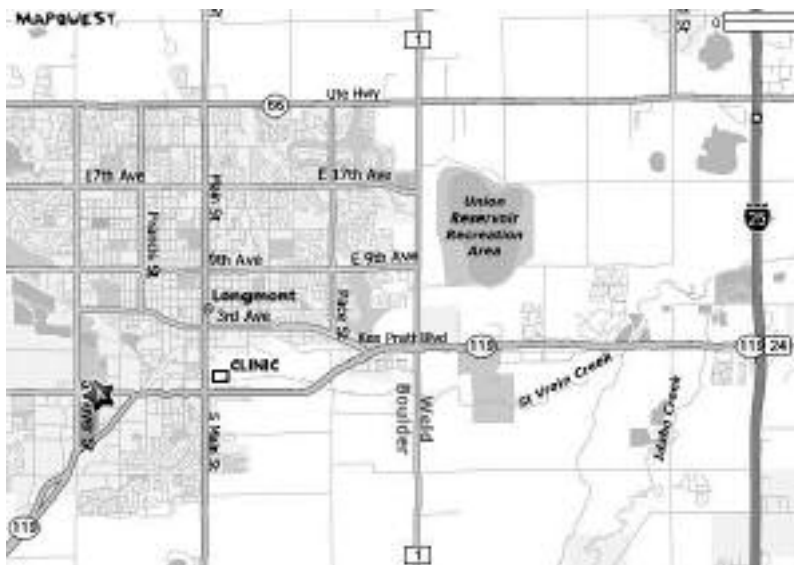 MAPQUEST
1
0
Ute Hwy
66
17th Ave
E 17th Ave
Main St
Francis St
Union
Reservoir
Recreation
Area
25
9th Ave
E 9th Ave
Longmont
3rd Ave
Pace St
Ken Pratt Blvd
119
119
24
CLINIC
St Vrain Creek
Idaho Creek
Boulder
Weld
S Main St
119
1